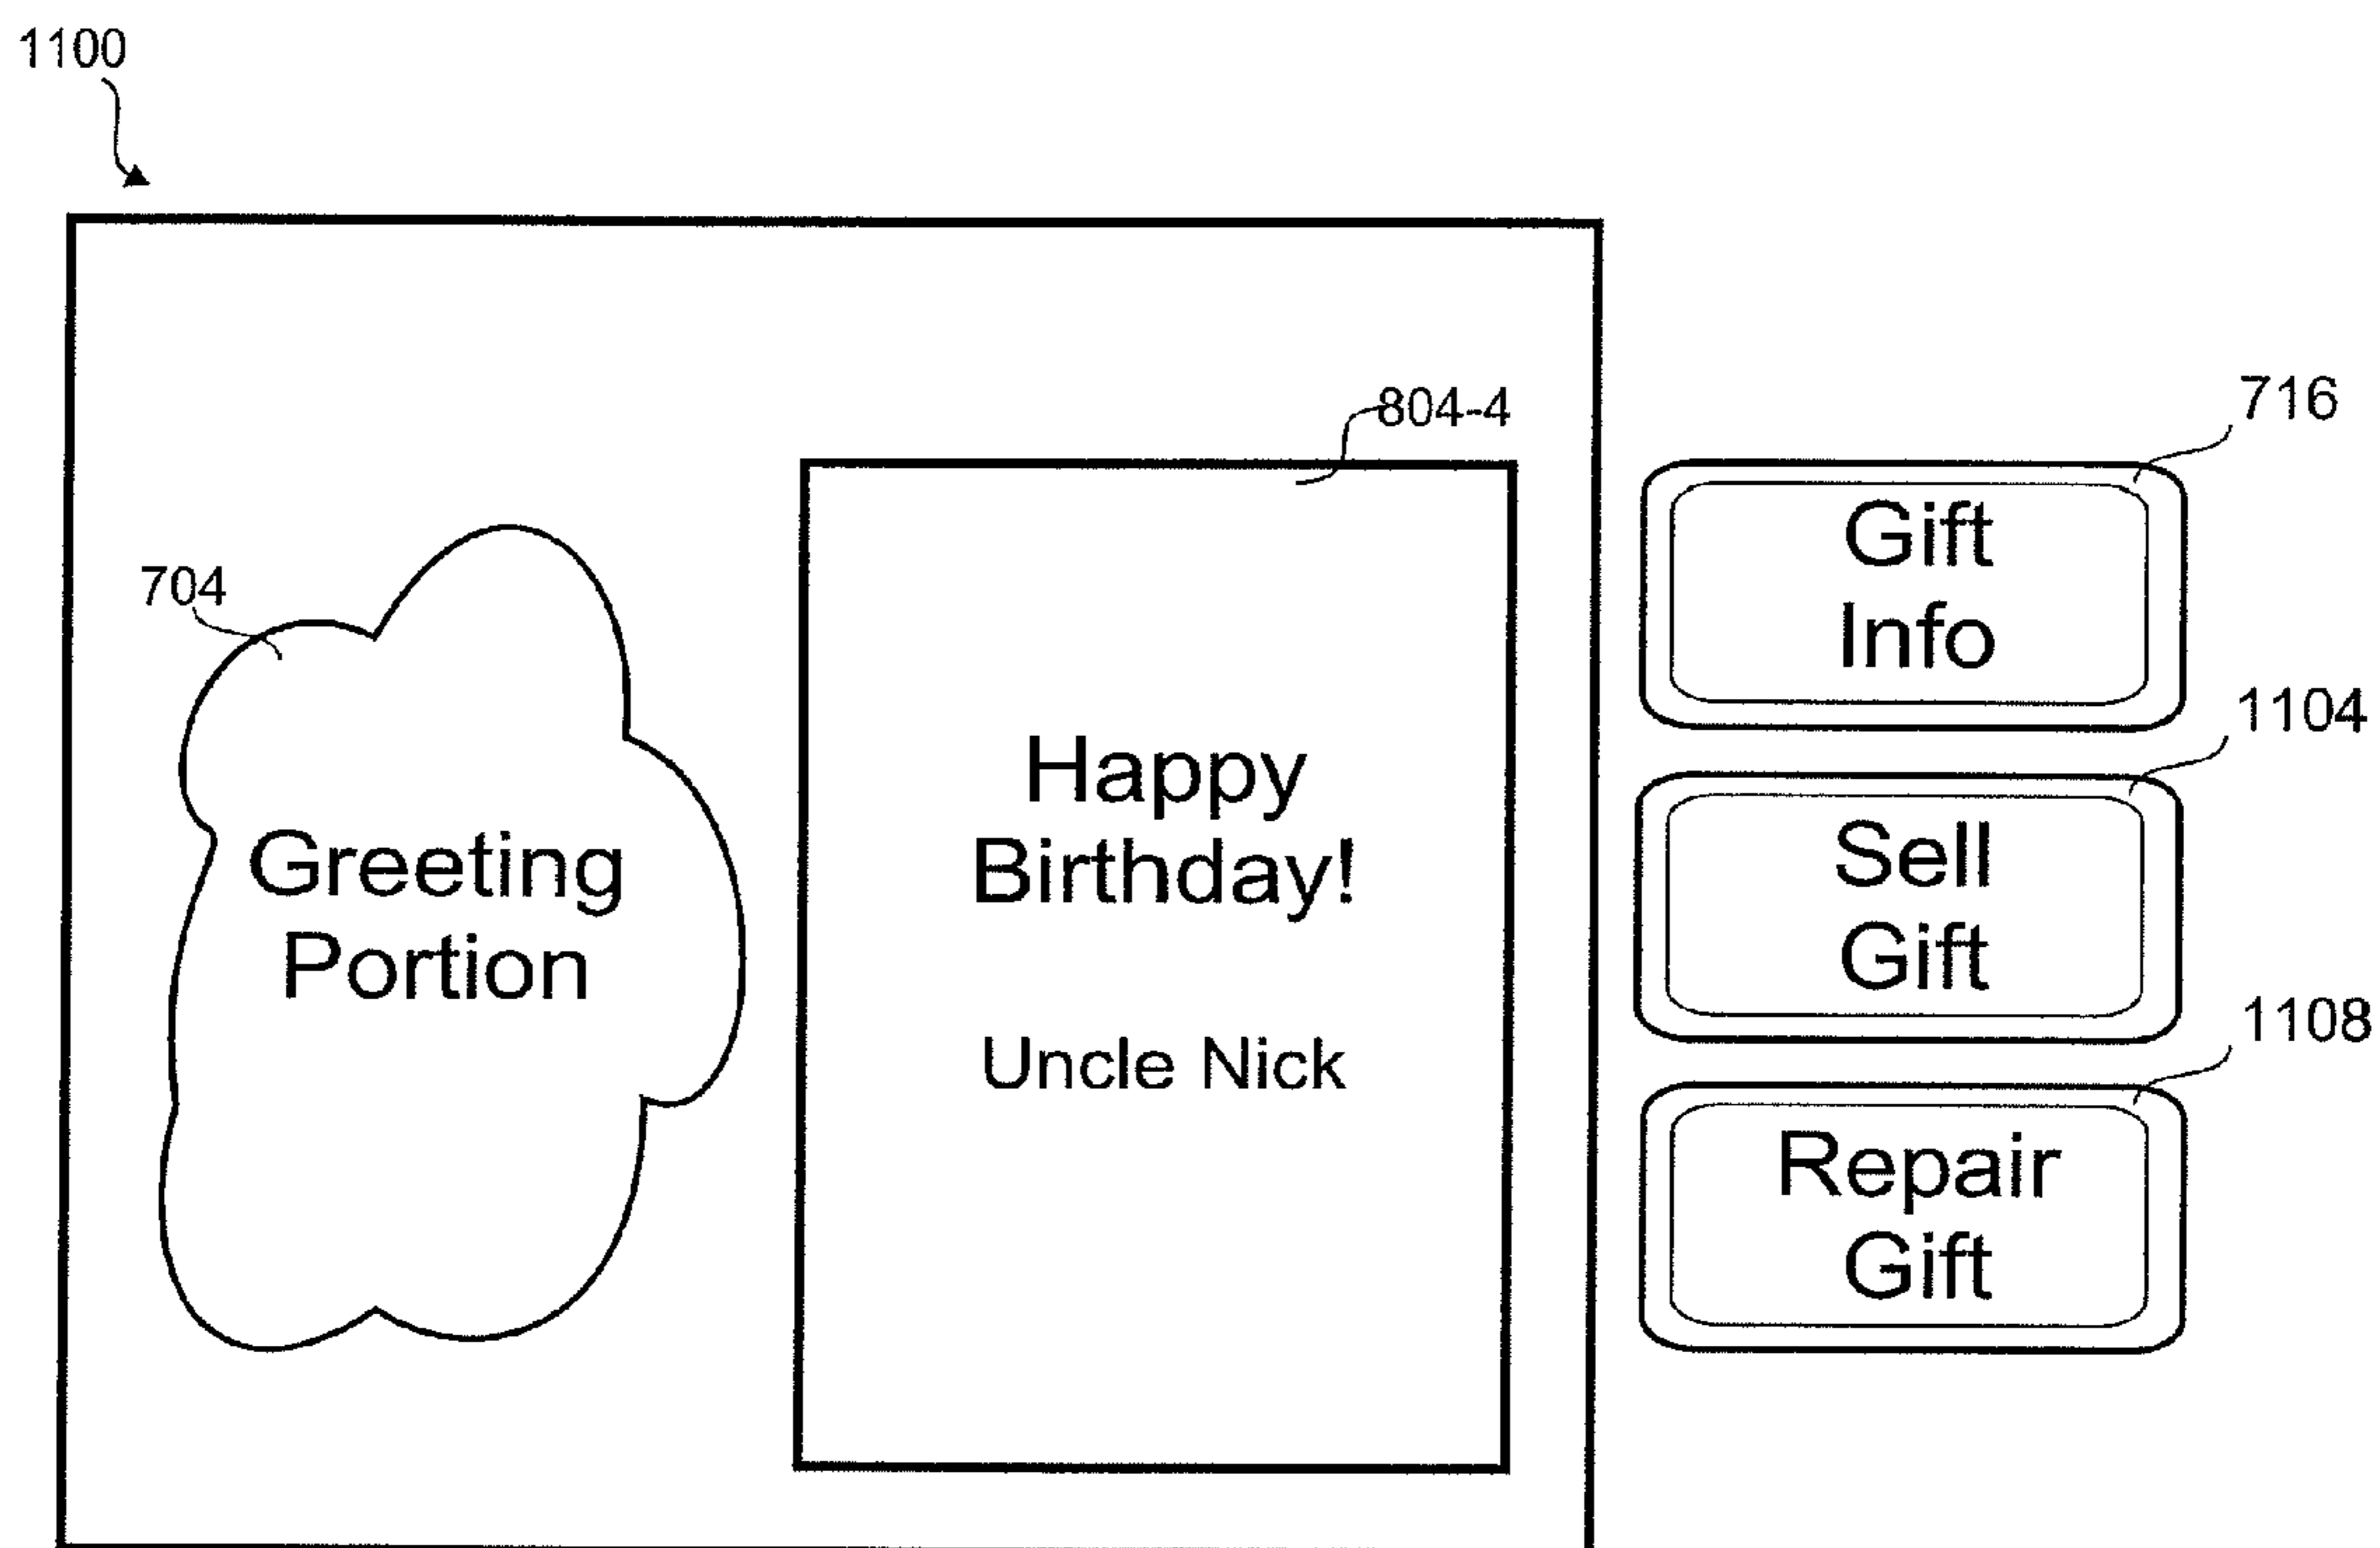 1100
804-4
716
704
Gift
Info
1104
Happy
Birthday!
Sell
Gift
Greeting
Portion
1108
Uncle Nick
Repair
Gift